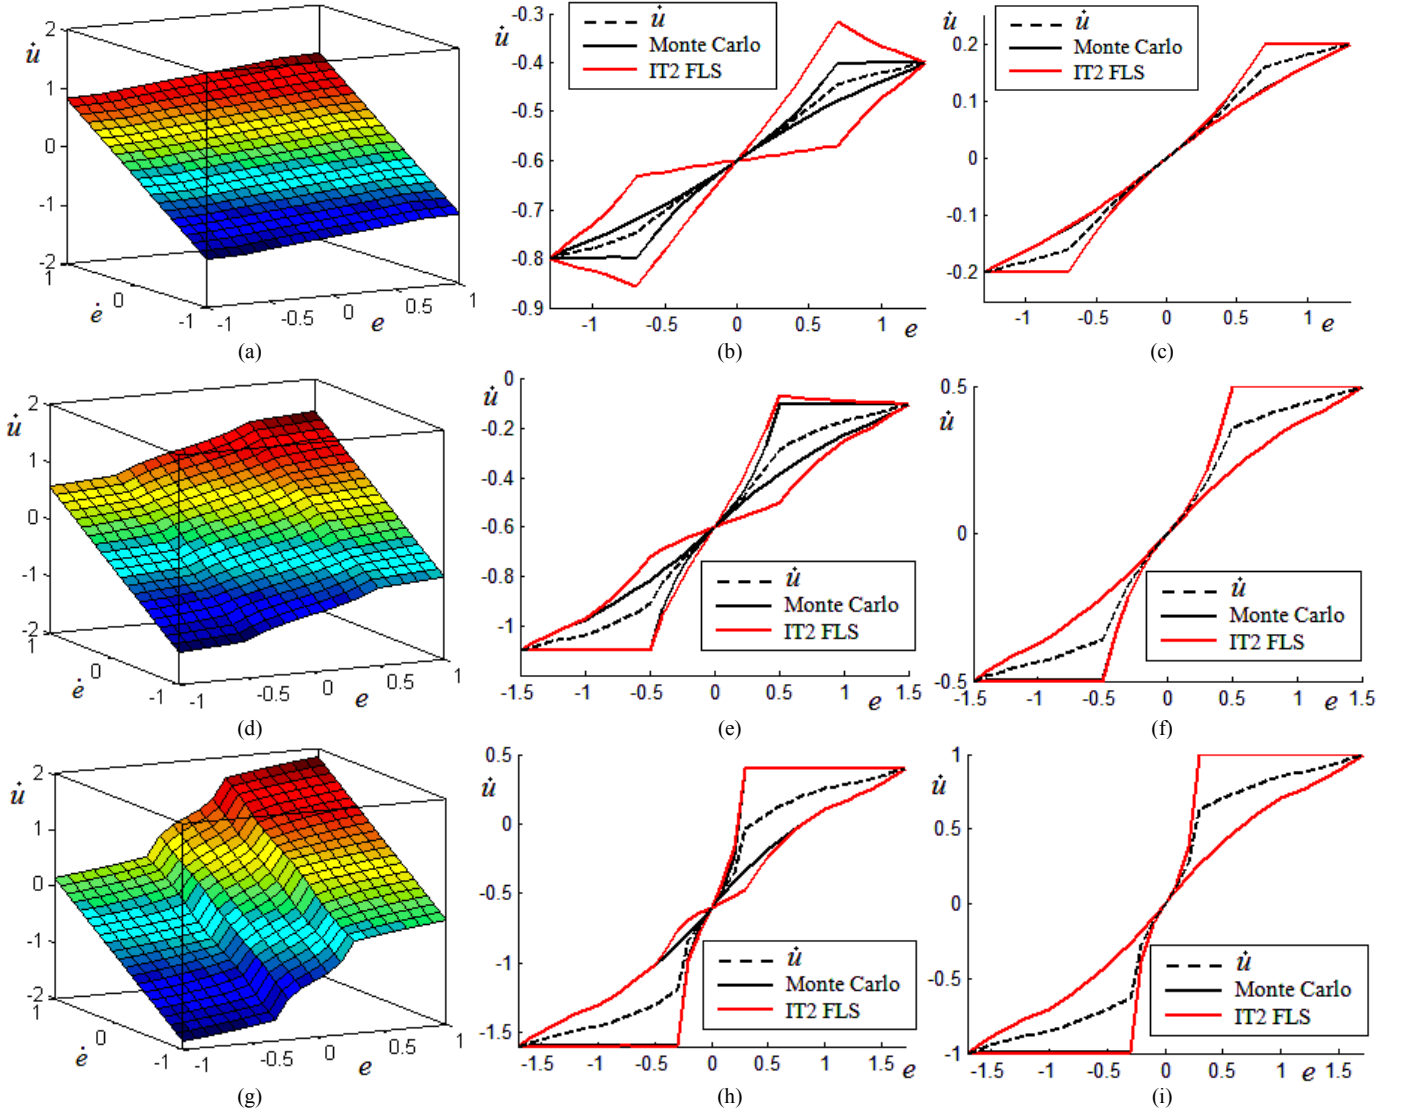 u̇
2
1
0
-1
-2
1
0
-1
ė
-1
-0.5
0
0.5
1
e
(a)
u̇
-0.3
-0.4
-0.5
-0.6
-0.7
-0.8
-0.9
-1
-0.5
0
0.5
1
e
u̇
Monte Carlo
IT2 FLS
(b)
u̇
0.2
0.1
0
-0.1
-0.2
-1
-0.5
0
0.5
1
e
u̇
Monte Carlo
IT2 FLS
(c)
u̇
2
1
0
-1
-2
1
0
-1
ė
-1
-0.5
0
0.5
1
e
(d)
u̇
0
-0.2
-0.4
-0.6
-0.8
-1
-1.5
-1
-0.5
0
0.5
1
1.5
e
u̇
Monte Carlo
IT2 FLS
(e)
u̇
0.5
0
-0.5
-1
-0.5
0
0.5
1
1.5
e
u̇
Monte Carlo
IT2 FLS
(f)
u̇
2
1
0
-1
-2
1
0
-1
ė
-1
-0.5
0
0.5
1
e
(g)
u̇
0.5
0
-0.5
-1
-1.5
-1.5
-1
-0.5
0
0.5
1
1.5
e
u̇
Monte Carlo
IT2 FLS
(h)
u̇
1
0.5
0
-0.5
-1
-1.5
-1
-0.5
0
0.5
1
1.5
e
u̇
Monte Carlo
IT2 FLS
(i)